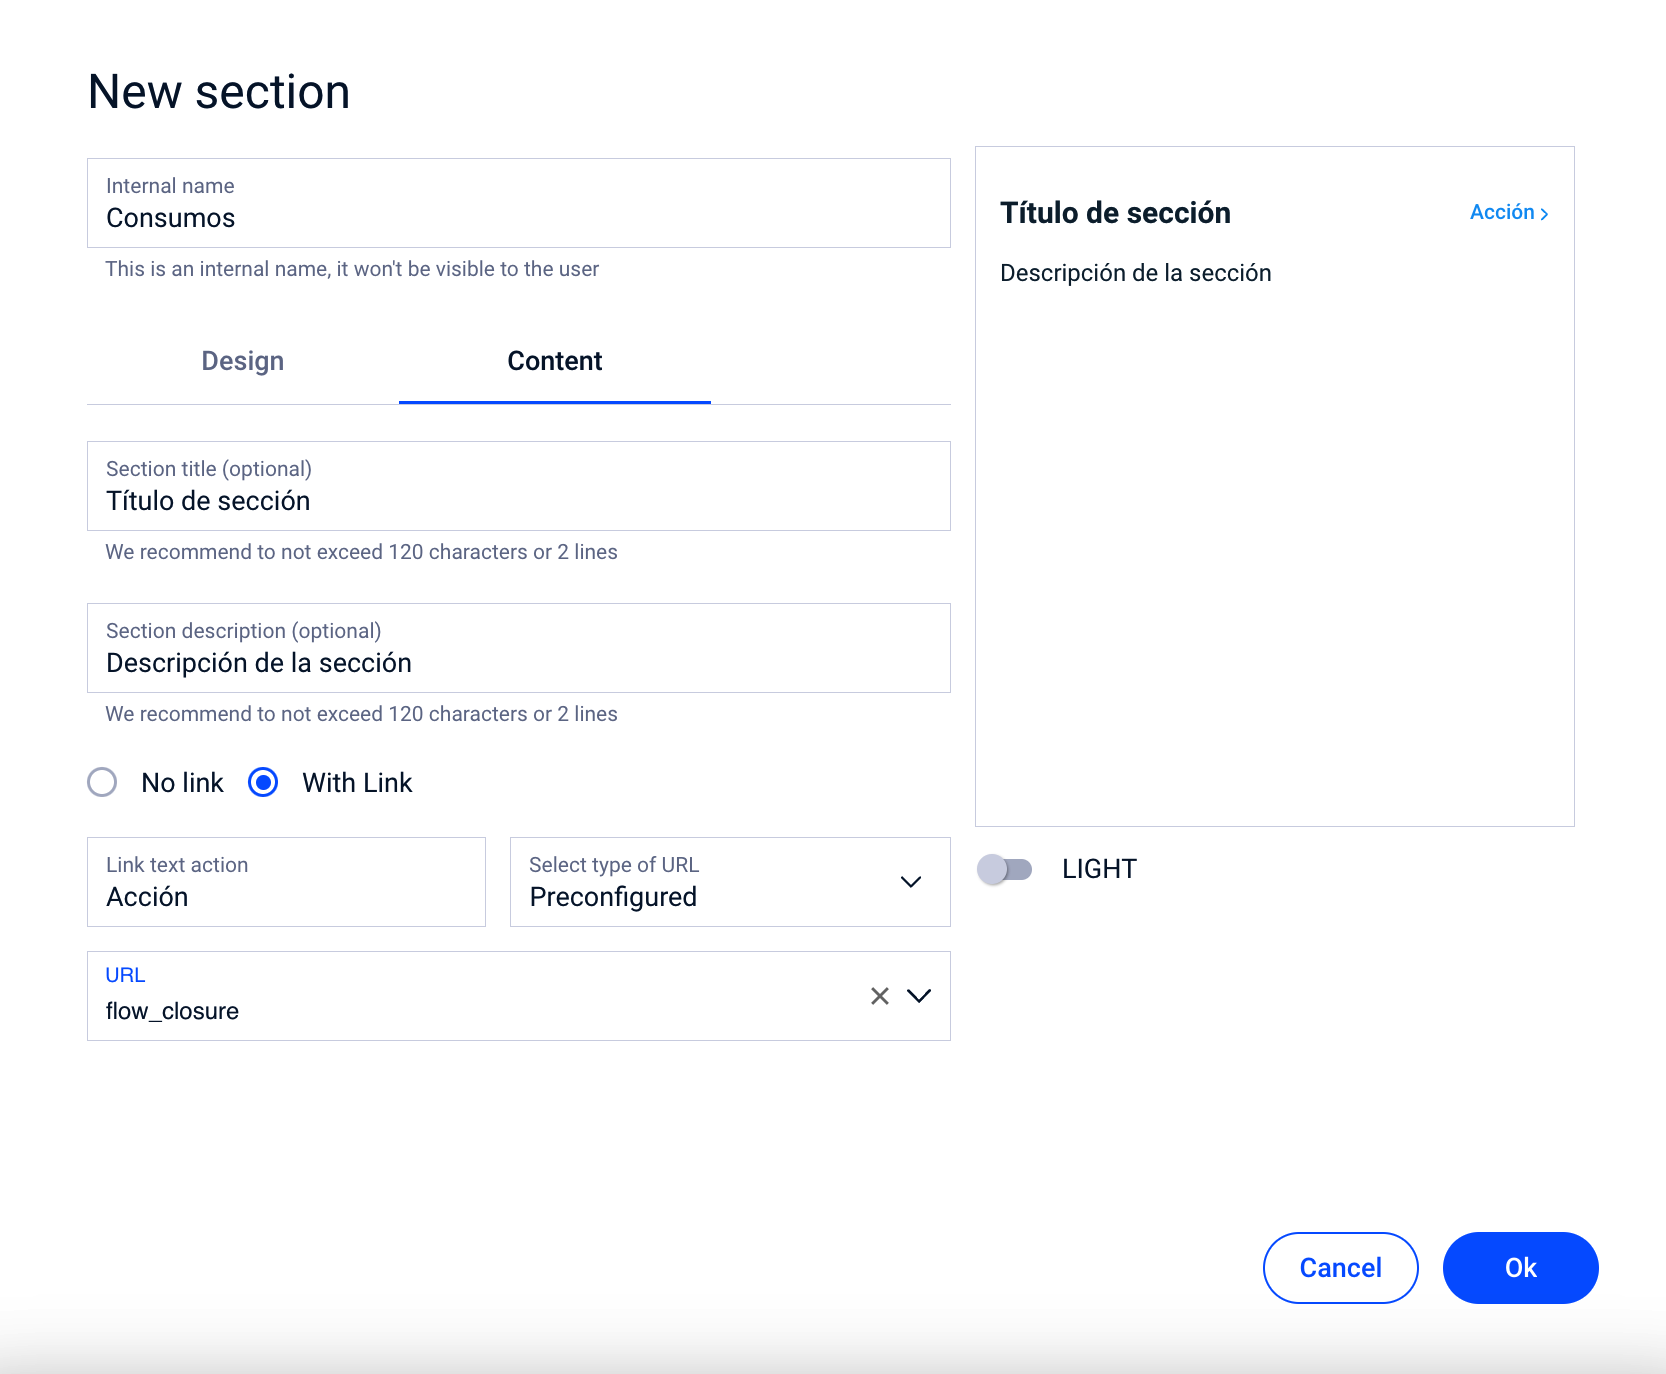 New section
Internal name
Consumos
This is an internal name, it won't be visible to the user
Design Content
Section title (optional)
Título de sección
We recommend to not exceed 120 characters or 2 lines
Section description (optional)
Descripción de la sección
We recommend to not exceed 120 characters or 2 lines
No link With Link
Link text action
Acción
Select type of URL
Preconfigured
URL
flow_closure
Título de sección Acción
Descripción de la sección
LIGHT
Cancel Ok